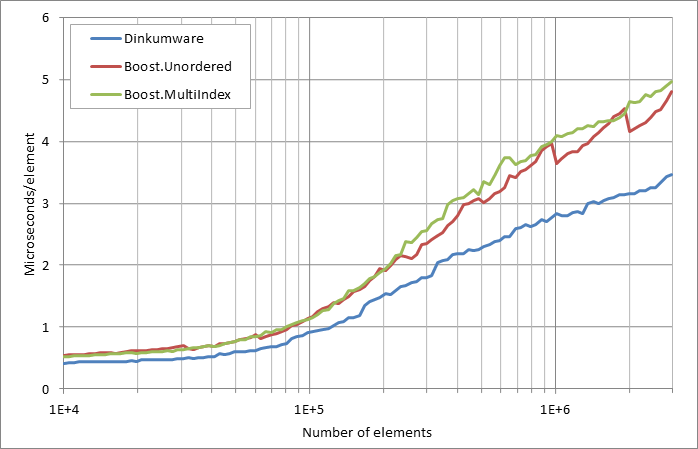 6
5
4
3
2
1
0
Microseconds/element
Dinkumware
Boost.Unordered
Boost.MultiIndex
1E+4 1E+5 1E+6
Number of elements